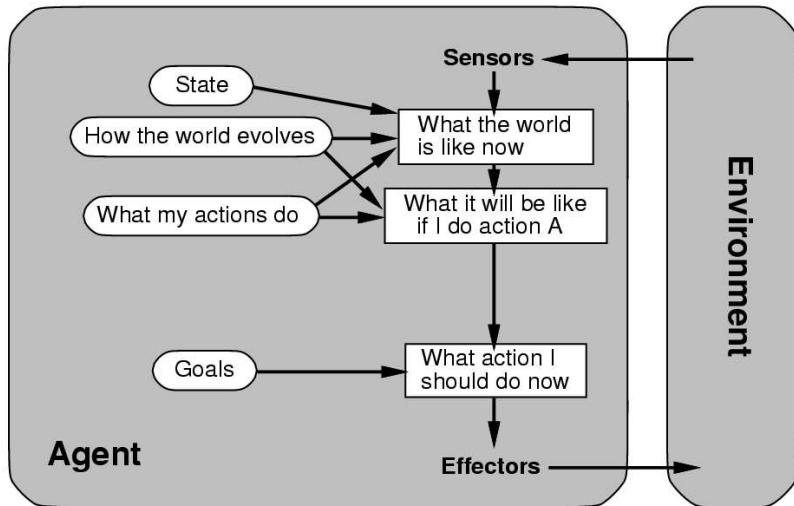 Sensors
State
What the world
is like now
How the world evolves
What my actions do
What it will be like
if I do action A
Goals
What action I
should do now
Agent
Effectors
Environment